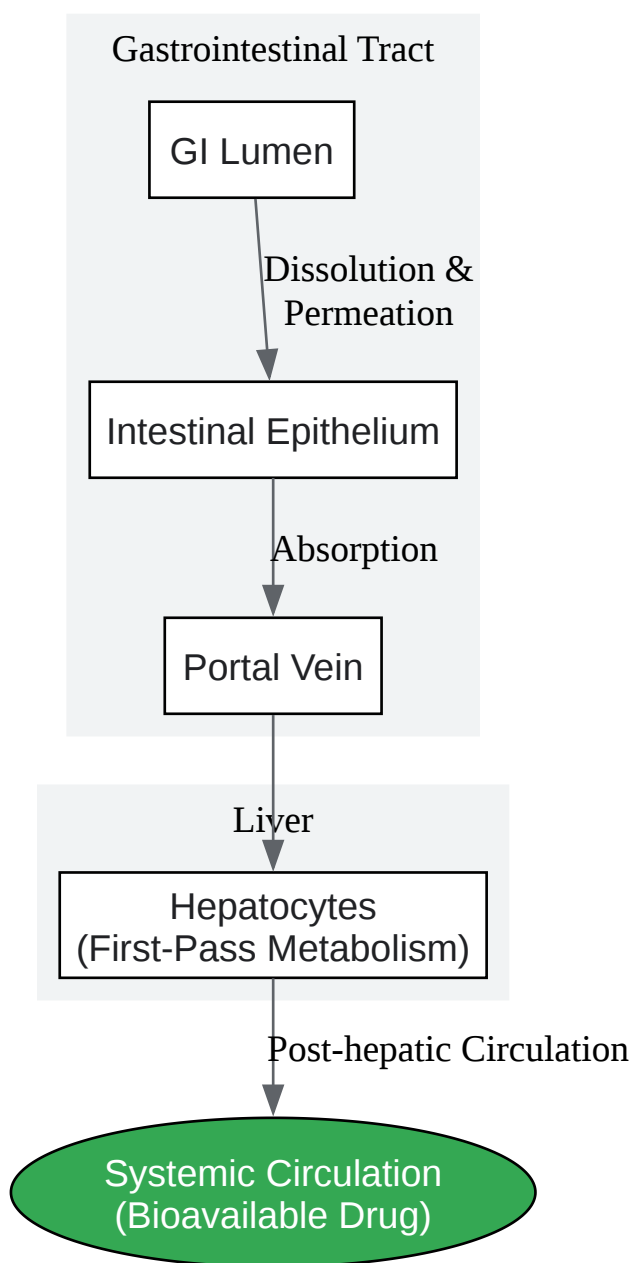 Gastrointestinal Tract
GI Lumen
Dissolution &
Permeation
Intestinal Epithelium
Absorption
Portal Vein
Liver
Hepatocytes
(First-Pass Metabolism)
Post-hepatic Circulation
Systemic Circulation
(Bioavailable Drug)